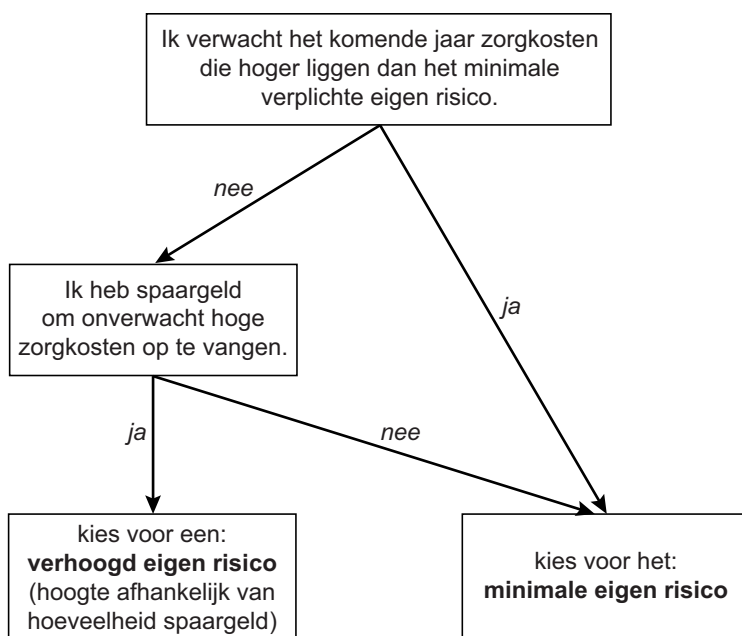 Ik verwacht het komende jaar zorgkosten
die hoger liggen dan het minimale
verplichte eigen risico.
nee
ja
Ik heb spaargeld
om onverwacht hoge
zorgkosten op te vangen.
ja
nee
kies voor een:
verhoogd eigen risico
(hoogte afhankelijk van
hoeveelheid spaargeld)
kies voor het:
minimale eigen risico